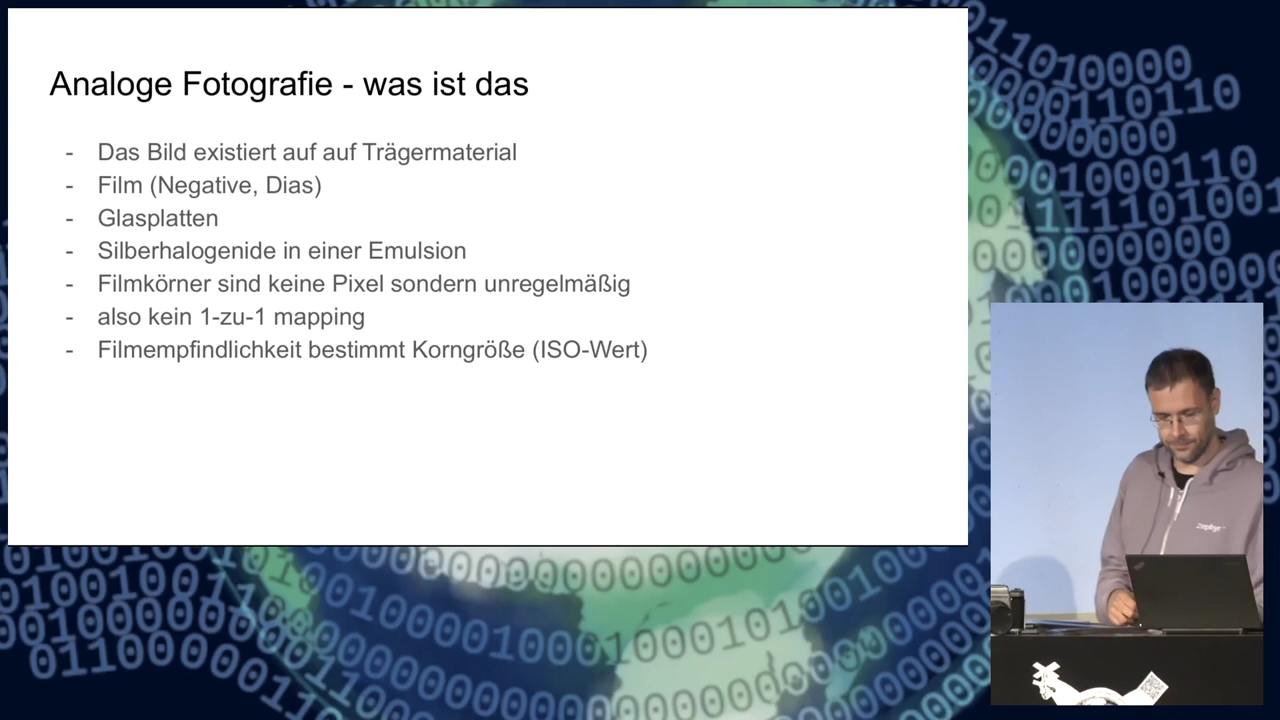 Analoge Fotografie - was ist das
- Das Bild existiert auf auf Trägermaterial
- Film (Negative, Dias)
- Glasplatten
- Silberhalogenide in einer Emulsion
- Filmkörner sind keine Pixel sondern unregelmäßig
- also kein 1-zu-1 mapping
- Filmempfindlichkeit bestimmt Korngröße (ISO-Wert)